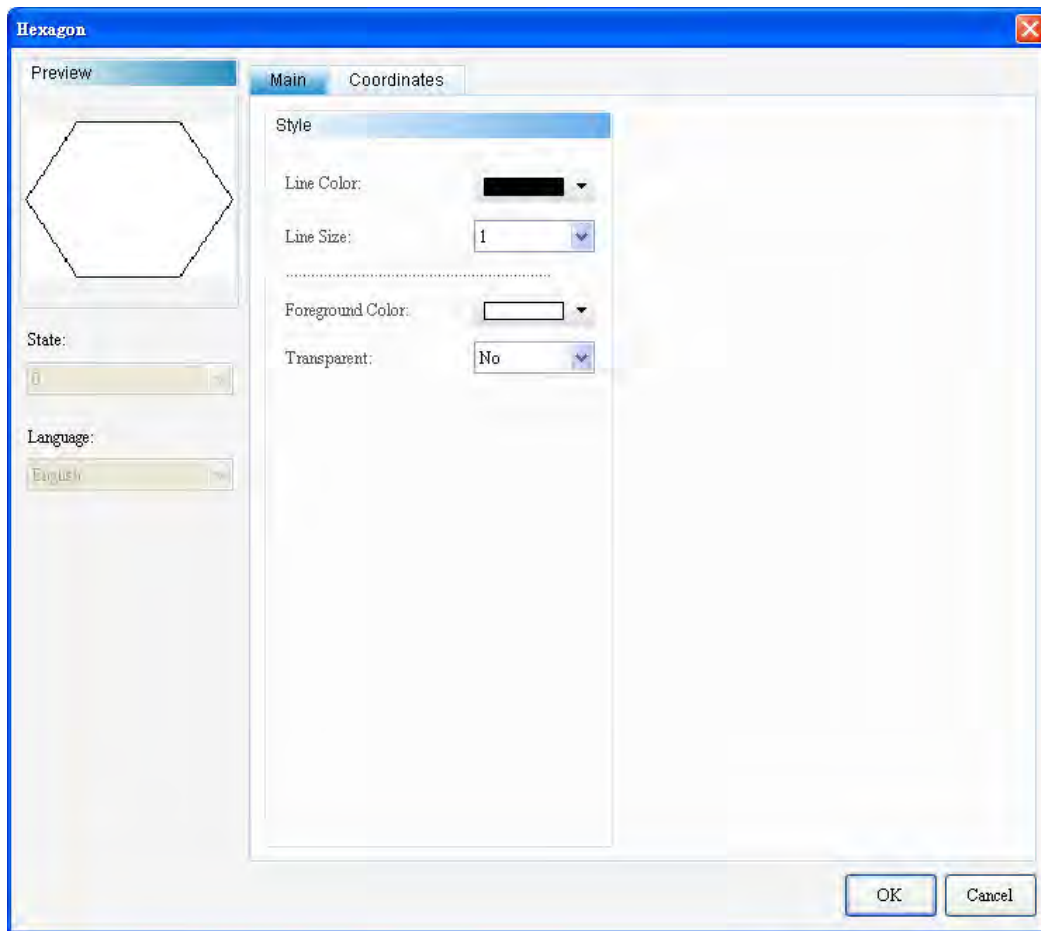 Hexagon
Preview
Main
Coordinates
Style
Line Color:
Line Size:
1
Foreground Color:
Transparent:
No
State:
0
Language:
English
OK
Cancel